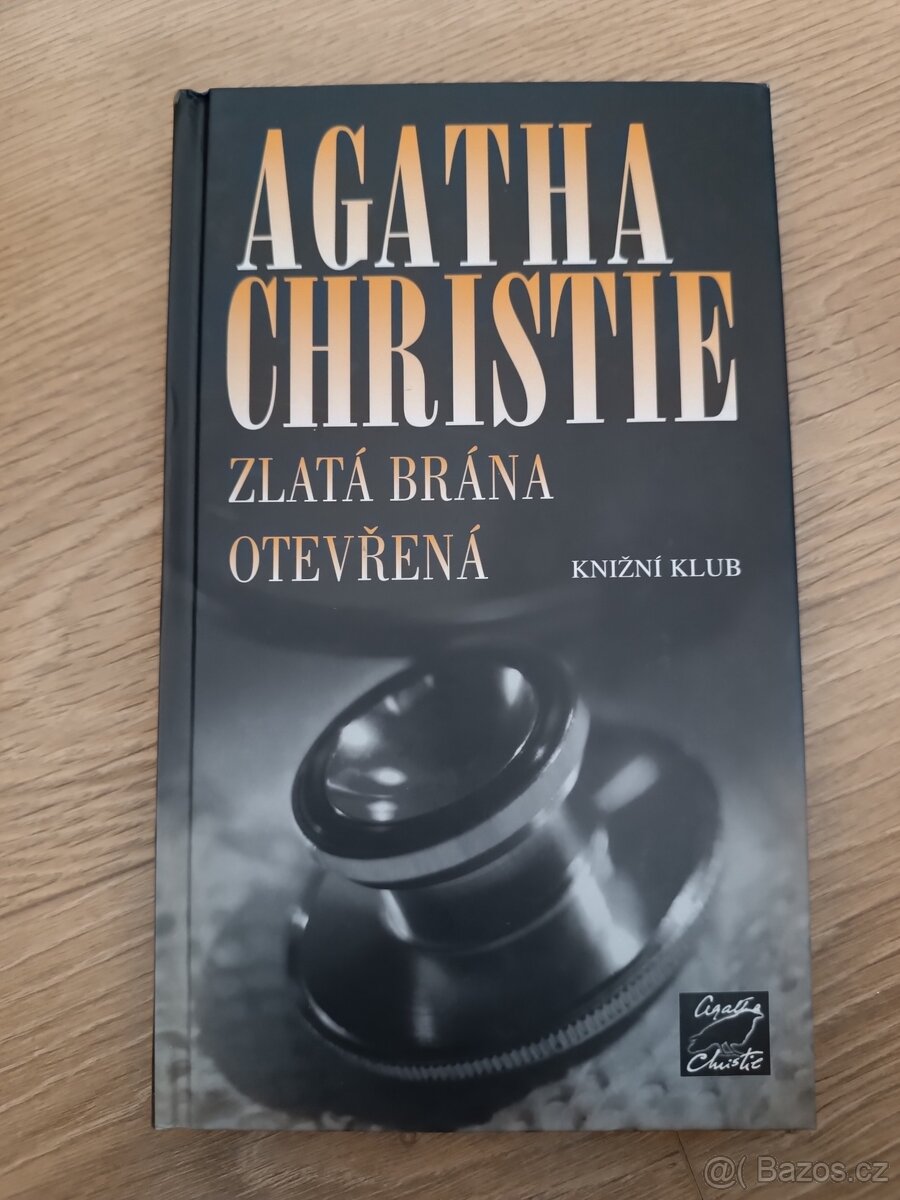 AGATHA
CHRISTIE
ZLATÁ BRÁNA
OTEVŘENÁ
KNIŽNÍ KLUB
Agatha
Christie
@( Bazos.cz